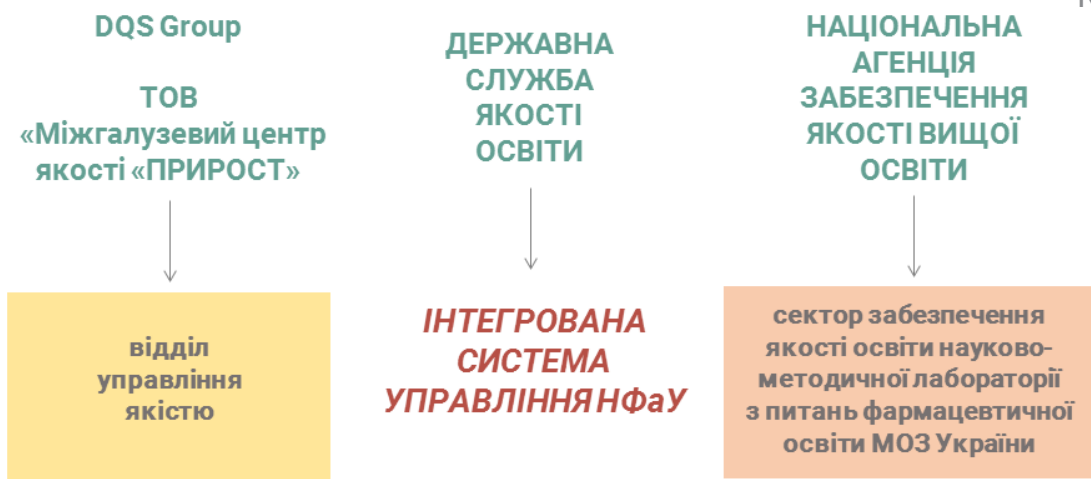 DQS Group
ТОВ
«Міжгалузевий центр
якості «ПРИРОСТ»
ДЕРЖАВНА
СЛУЖБА
ЯКОСТІ
ОСВІТИ
НАЦІОНАЛЬНА
АГЕНЦІЯ
ЗАБЕЗПЕЧЕННЯ
ЯКОСТІ ВИЩОЇ
ОСВІТИ
відділ
управління
якістю
ІНТЕГРОВАНА
СИСТЕМА
УПРАВЛІННЯ НФаУ
сектор забезпечення
якості освіти науково-
методичної лабораторії
з питань фармацевтичної
освіти МОЗ України